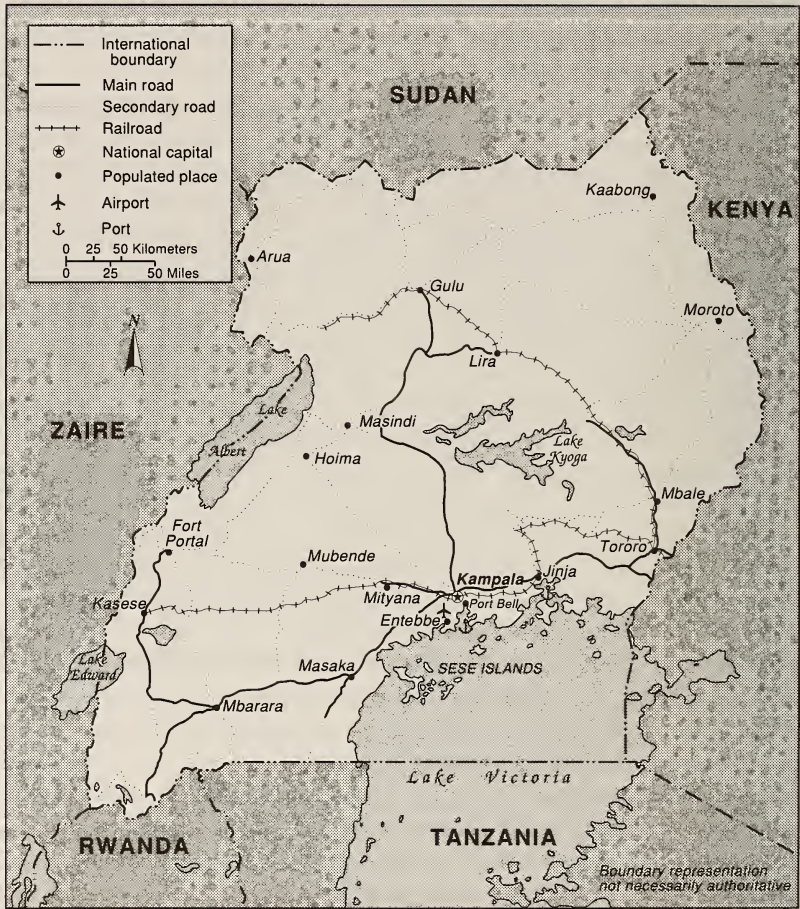 International
boundary
Main road
Secondary road
Railroad
National capital
Populated place
Airport
Port
0 25 50 Kilometers
0 25 50 Miles
SUDAN
KENYA
Kaabong
Arua
Gulu
Moroto
N
Lira
ZAIRE
Lake
Albert
Masindi
Lake
Kyoga
Hoima
Mbale
Fort
Portal
Tororo
Mubende
Kampala
Jinja
Mityana
Port Bell
Kasese
Entebbe
Lake
Edward
Masaka
SESE ISLANDS
Mbarara
Lake Victoria
RWANDA
TANZANIA
Boundary representation
not necessarily authoritative